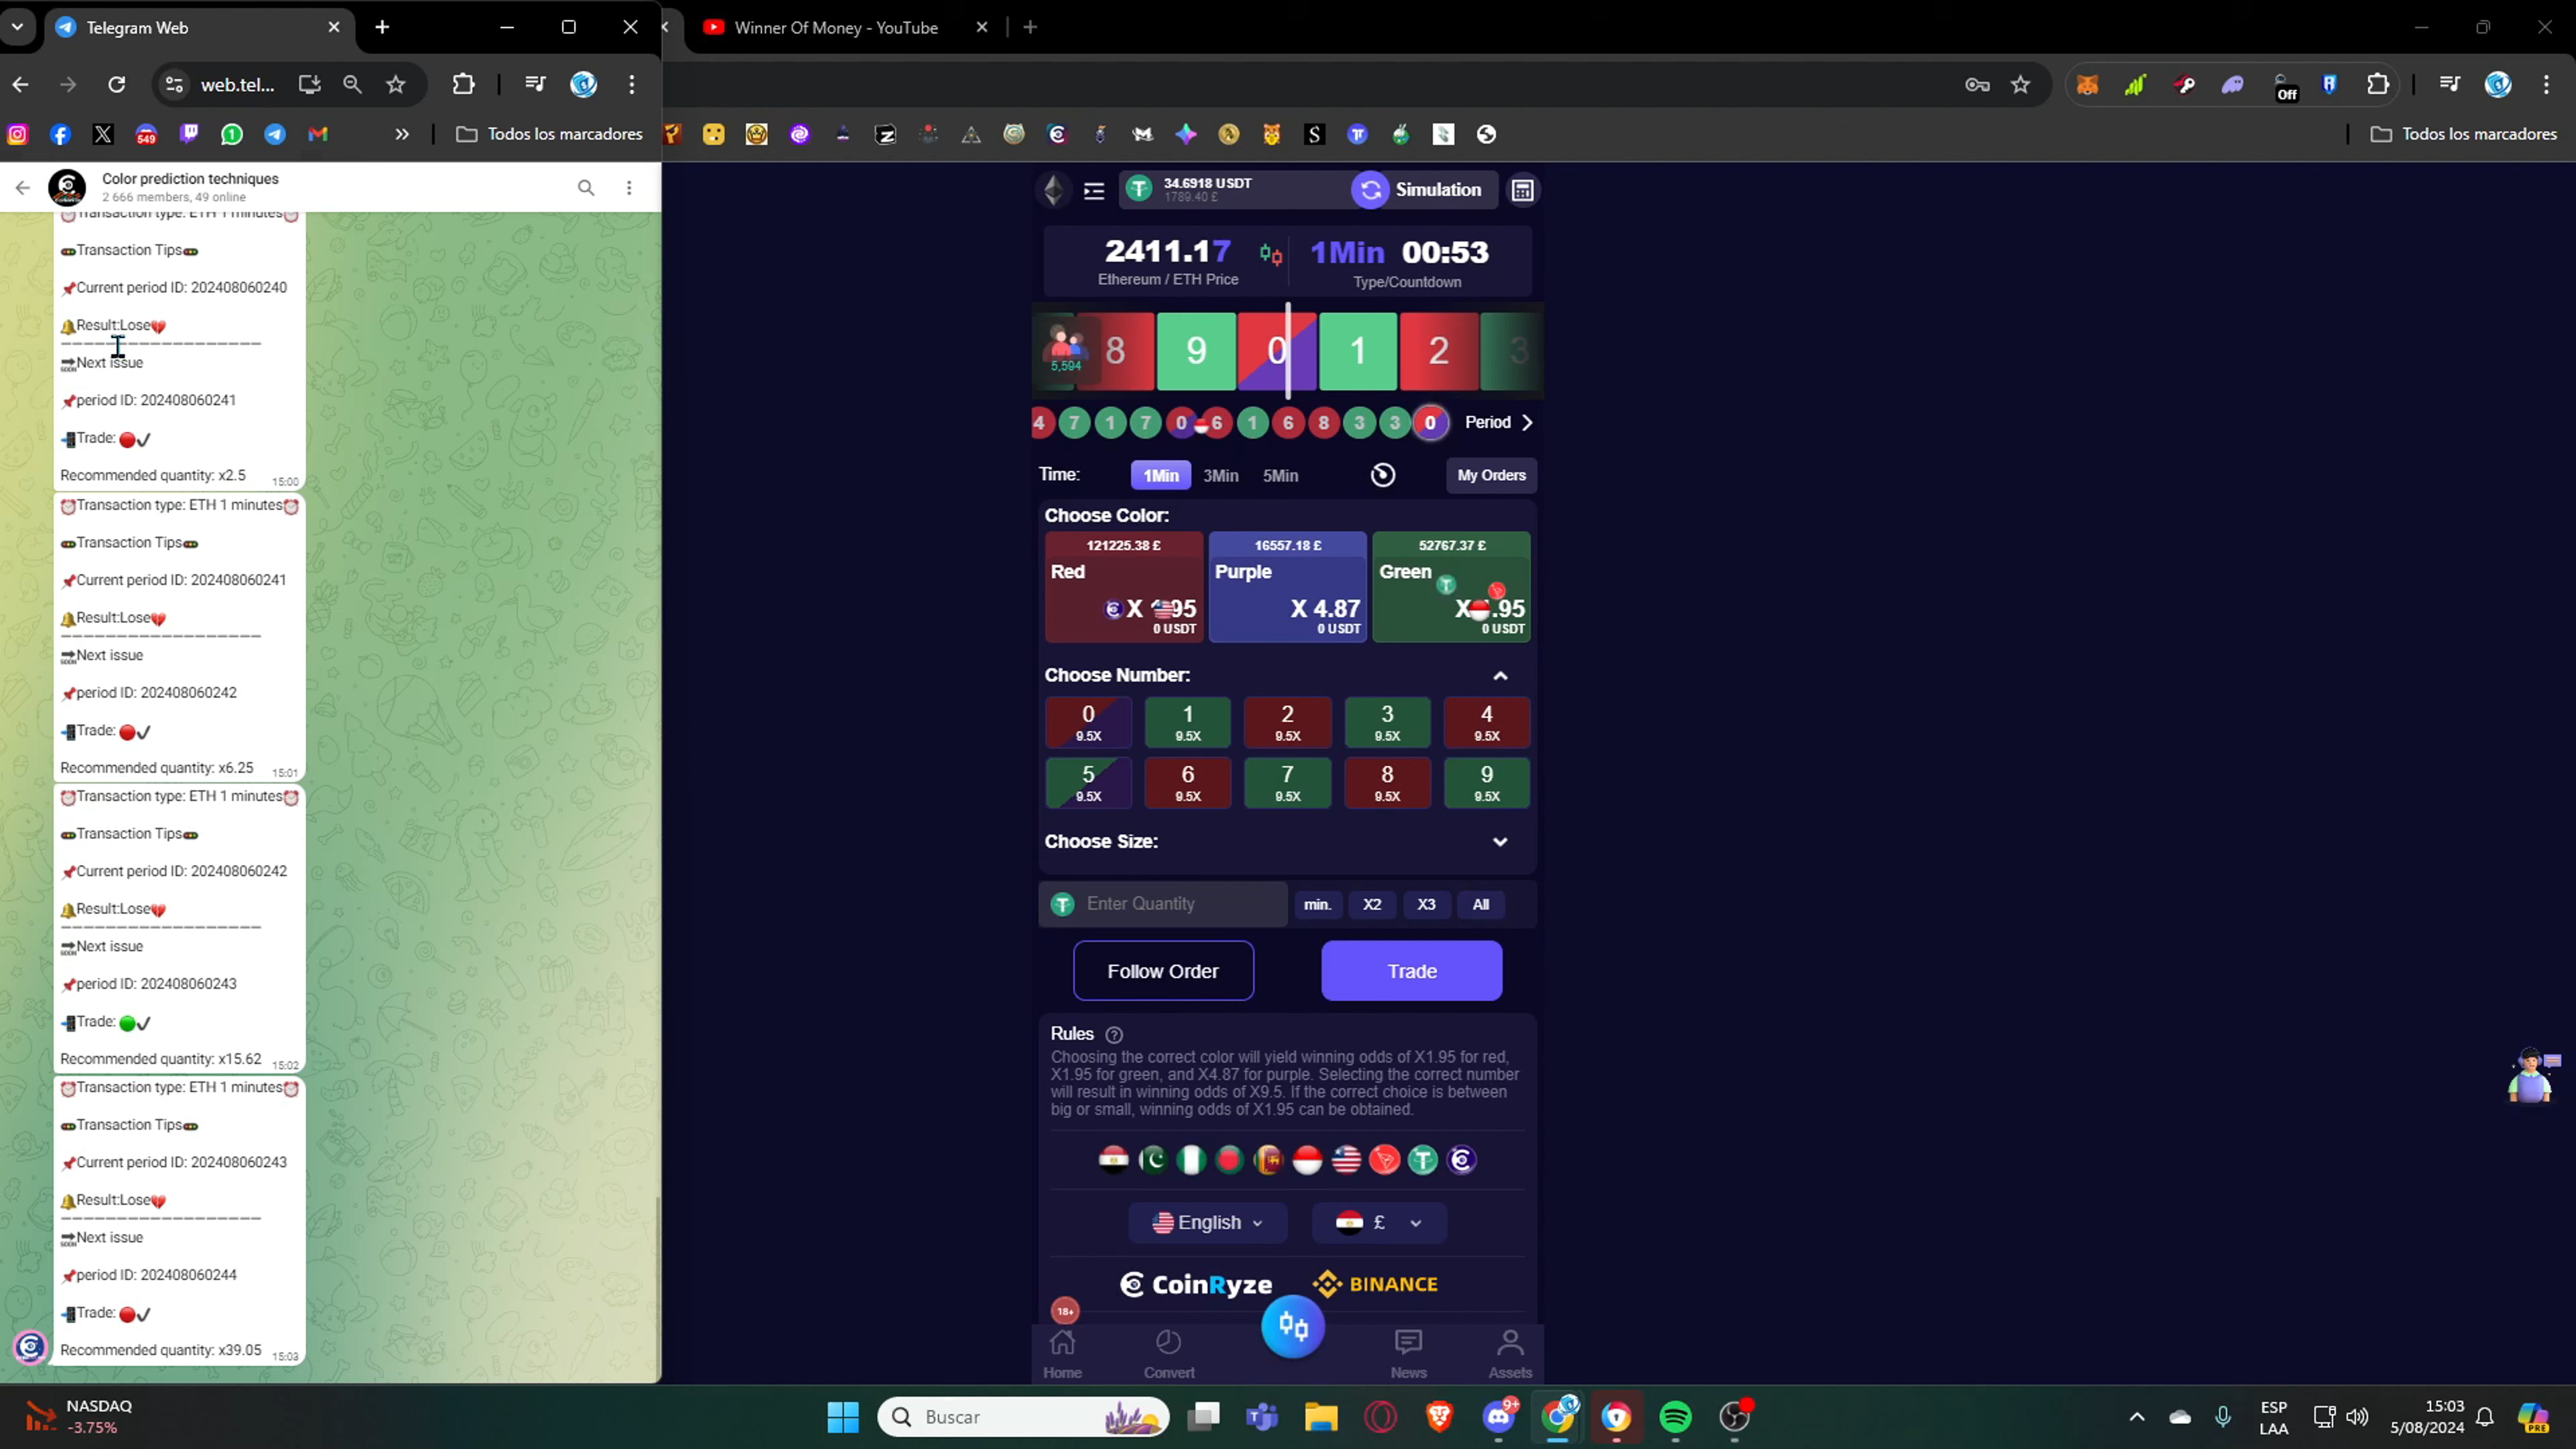 Telegram Web
Winner Of Money - YouTube
web.tel...
Off
549
Todos los marcadores
Todos los marcadores
Color prediction techniques
2 666 members, 49 online
Transaction type: ETH 1 minutes
Transaction Tips
Current period ID: 202408060240
Result:Lose
Next issue
period ID: 202408060241
Trade:
Recommended quantity: x2.5 15:00
Transaction type: ETH 1 minutes
Transaction Tips
Current period ID: 202408060241
Result:Lose
Next issue
period ID: 202408060242
Trade:
Recommended quantity: x6.25 15:01
Transaction type: ETH 1 minutes
Transaction Tips
Current period ID: 202408060242
Result:Lose
Next issue
period ID: 202408060243
Trade:
Recommended quantity: x15.62 15:02
Transaction type: ETH 1 minutes
Transaction Tips
Current period ID: 202408060243
Result:Lose
Next issue
period ID: 202408060244
Trade:
Recommended quantity: x39.05 15:03
34.6918 USDT
1789.40 £
Simulation
2411.17
Ethereum / ETH Price
1Min 00:53
Type/Countdown
5,594
8 9 0 1 2 3
4 7 1 7 0 6 1 6 8 3 3 0 Period
Time: 1Min 3Min 5Min My Orders
Choose Color:
121225.38 £ 16557.18 £ 52767.37 £
Red Purple Green
X 4.87
0 USDT 0 USDT 0 USDT
Choose Number:
0 1 2 3 4
9.5X 9.5X 9.5X 9.5X 9.5X
5 6 7 8 9
9.5X 9.5X 9.5X 9.5X 9.5X
Choose Size:
Enter Quantity min. X2 X3 All
Follow Order Trade
Rules
Choosing the correct color will yield winning odds of X1.95 for red,
X1.95 for green, and X4.87 for purple. Selecting the correct number
will result in winning odds of X9.5. If the correct choice is between
big or small, winning odds of X1.95 can be obtained.
English £
CoinRyze BINANCE
18+
Home Convert News Assets
NASDAQ
-3.75%
Buscar
9+
ESP
LAA
15:03
5/08/2024
PRE